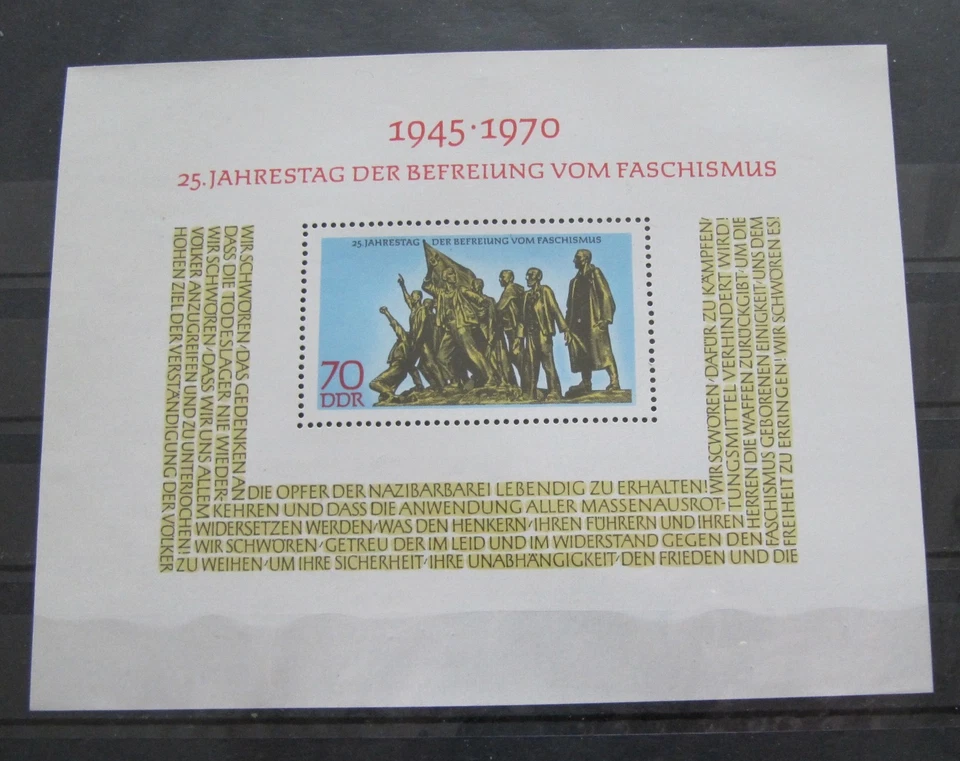 1945·1970
25. JAHRESTAG DER BEFREIUNG VOM FASCHISMUS
25. JAHRESTAG DER BEFREIUNG VOM FASCHISMUS
70
DDR
WIR SCHWÖREN/DAS GEDENKEN AN DIE OPFER DER NAZIBARBAREI LEBENDIG ZU ERHALTEN! WIR SCHWÖREN/DAFÜR ZU KÄMPFEN/
DASS DIE TODESLAGER NIE WIEDERKEHREN UND DASS DIE ANWENDUNG ALLER MASSENAUSROT-TUNGSMITTEL VERHINDERT WIRD!
WIR SCHWÖREN/DASS WIR UNS ALLEM WIDERSETZEN WERDEN/WAS DEN HENKERN/IHREN FÜHRERN UND IHREN HERREN DIE WAFFEN ZURÜCKGIBT/UM DIE
VÖLKER ANZUGREIFEN UND ZU UNTERJOCHEN! WIR SCHWÖREN/GETREU DER IM LEID UND IM WIDERSTAND GEGEN DEN FASCHISMUS GEBORENEN EINIGKEIT/UNS DEM
HOHEN ZIEL DER VERSTÄNDIGUNG DER VÖLKER ZU WEIHEN/UM IHRE SICHERHEIT/IHRE UNABHÄNGIGKEIT/DEN FRIEDEN UND DIE FREIHEIT ZU ERRINGEN! WIR SCHWÖREN ES!